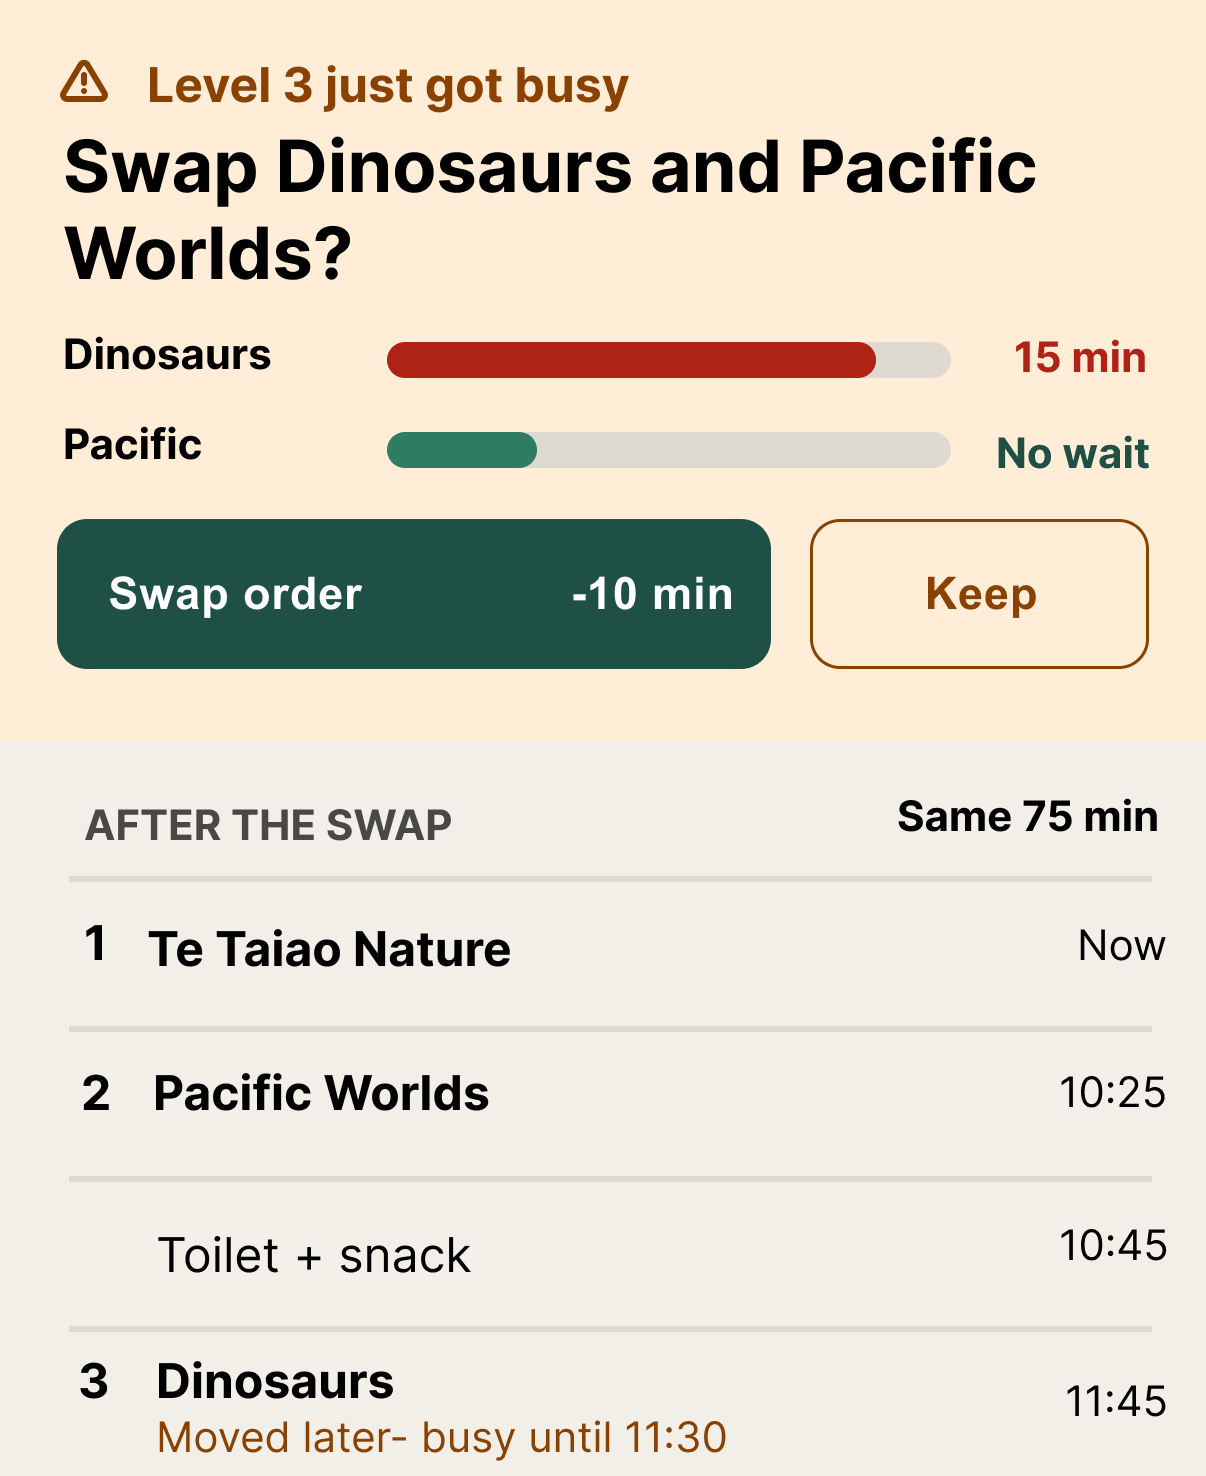 Level 3 just got busy
Swap Dinosaurs and Pacific
Worlds?
Dinosaurs 15 min
Pacific No wait
Swap order -10 min Keep
AFTER THE SWAP Same 75 min
1 Te Taiao Nature Now
2 Pacific Worlds 10:25
Toilet + snack 10:45
3 Dinosaurs 11:45
Moved later- busy until 11:30